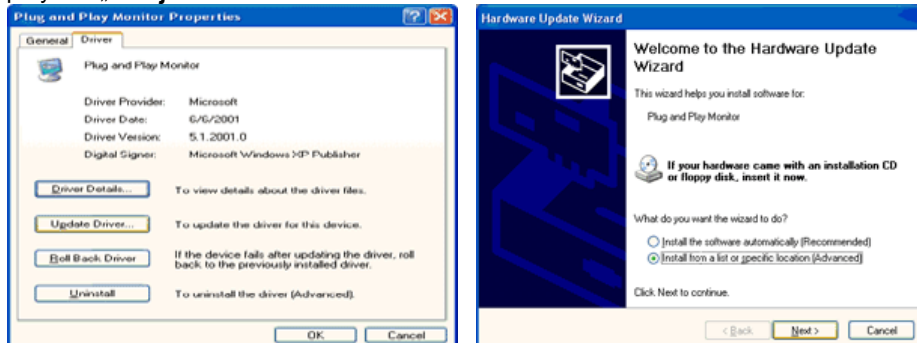 Plug and Play Monitor Properties
General Driver
Plug and Play Monitor
Driver Provider: Microsoft
Driver Date: 6/6/2001
Driver Version: 5.1.2001.0
Digital Signer: Microsoft Windows XP Publisher
Driver Details... To view details about the driver files.
Update Driver... To update the driver for this device.
Roll Back Driver If the device fails after updating the driver, roll
back to the previously installed driver.
Uninstall To uninstall the driver (Advanced).
OK Cancel
Hardware Update Wizard
Welcome to the Hardware Update
Wizard
This wizard helps you install software for:
Plug and Play Monitor
If your hardware came with an installation CD
or floppy disk, insert it now.
What do you want the wizard to do?
Install the software automatically (Recommended)
Install from a list or specific location (Advanced)
Click Next to continue.
< Back Next > Cancel